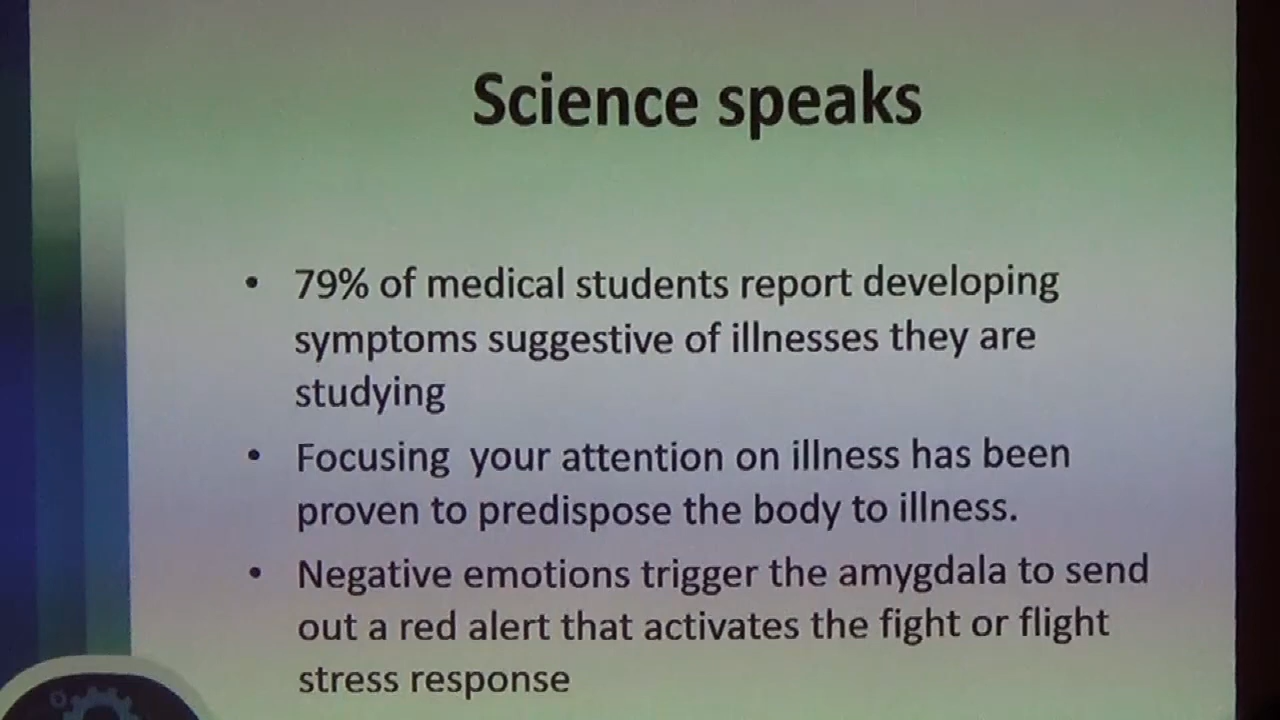 Science speaks
• 79% of medical students report developing
symptoms suggestive of illnesses they are
studying
• Focusing  your attention on illness has been
proven to predispose the body to illness.
• Negative emotions trigger the amygdala to send
out a red alert that activates the fight or flight
stress response